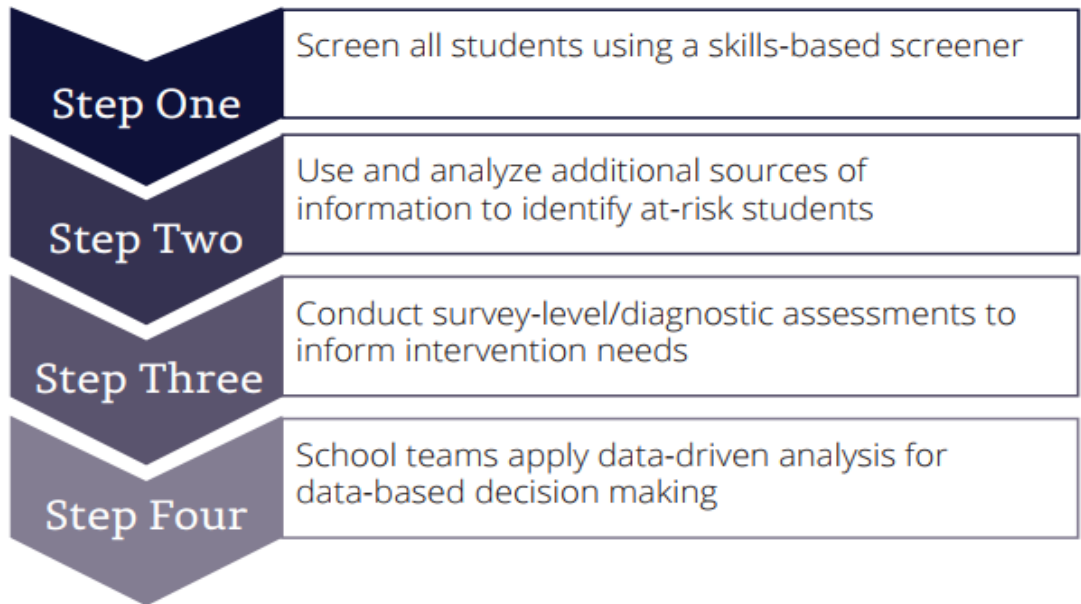 Step One
Screen all students using a skills-based screener
Step Two
Use and analyze additional sources of
information to identify at-risk students
Step Three
Conduct survey-level/diagnostic assessments to
inform intervention needs
Step Four
School teams apply data-driven analysis for
data-based decision making